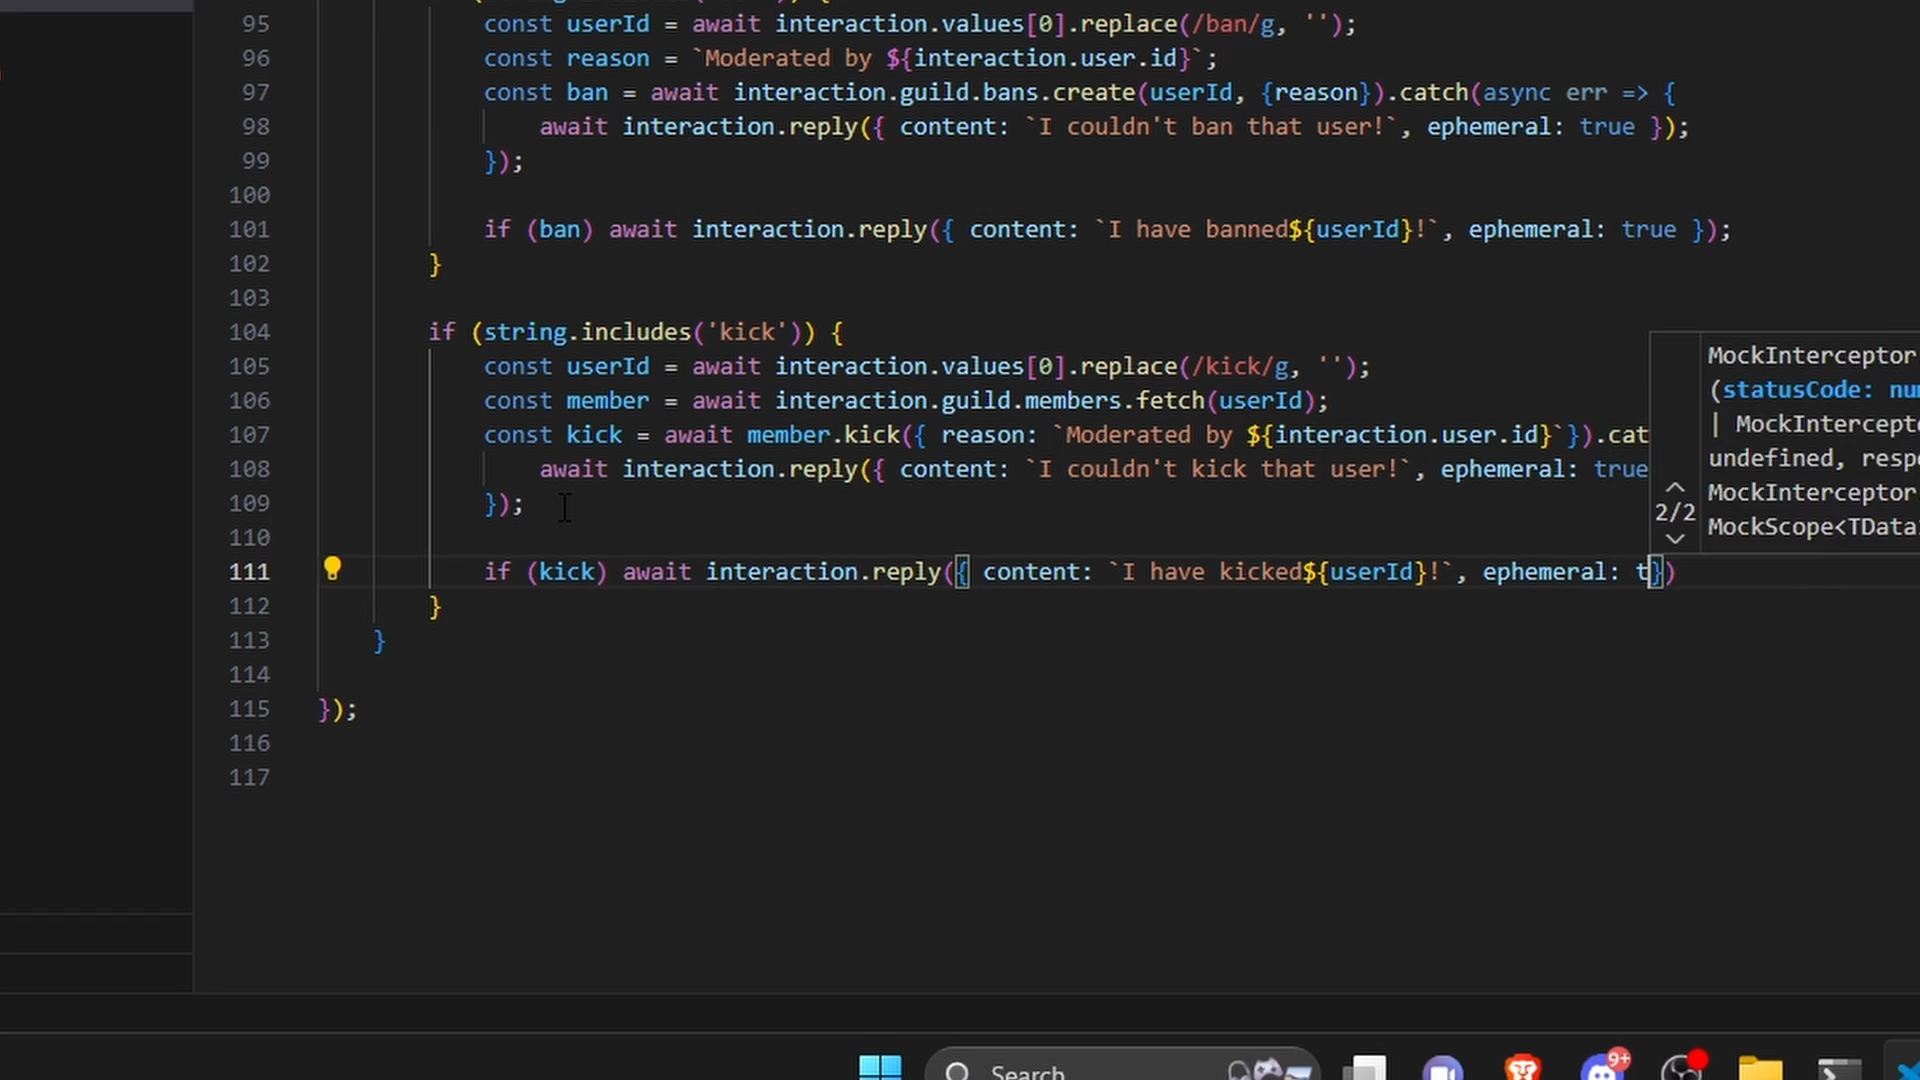 95 const userId = await interaction.values[0].replace(/ban/g, '');
96 const reason = `Moderated by ${interaction.user.id}`;
97 const ban = await interaction.guild.bans.create(userId, {reason}).catch(async err => {
98 await interaction.reply({ content: `I couldn't ban that user!`, ephemeral: true });
99 });
100
101 if (ban) await interaction.reply({ content: `I have banned${userId}!`, ephemeral: true });
102 }
103
104 if (string.includes('kick')) {
105 const userId = await interaction.values[0].replace(/kick/g, '');
106 const member = await interaction.guild.members.fetch(userId);
107 const kick = await member.kick({ reason: `Moderated by ${interaction.user.id}`}).cat
108 await interaction.reply({ content: `I couldn't kick that user!`, ephemeral: true
109 });
110
111 if (kick) await interaction.reply({ content: `I have kicked${userId}!`, ephemeral: t})
112 }
113 }
114
115 });
116
117
MockInterceptor
(statusCode: num
| MockIntercepto
undefined, resp
MockInterceptor
2/2
MockScope<TData
Search
9+